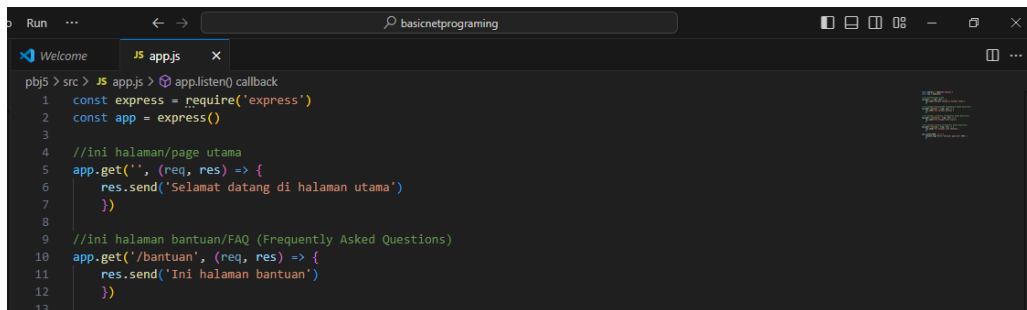 Run ··· ← → basicnetprograming
Welcome JS app.js ×
pbj5 > src > JS app.js > app.listen() callback
1 const express = require('express')
2 const app = express()
3
4 //ini halaman/page utama
5 app.get('', (req, res) => {
6 res.send('Selamat datang di halaman utama')
7 })
8
9 //ini halaman bantuan/FAQ (Frequently Asked Questions)
10 app.get('/bantuan', (req, res) => {
11 res.send('Ini halaman bantuan')
12 })
13